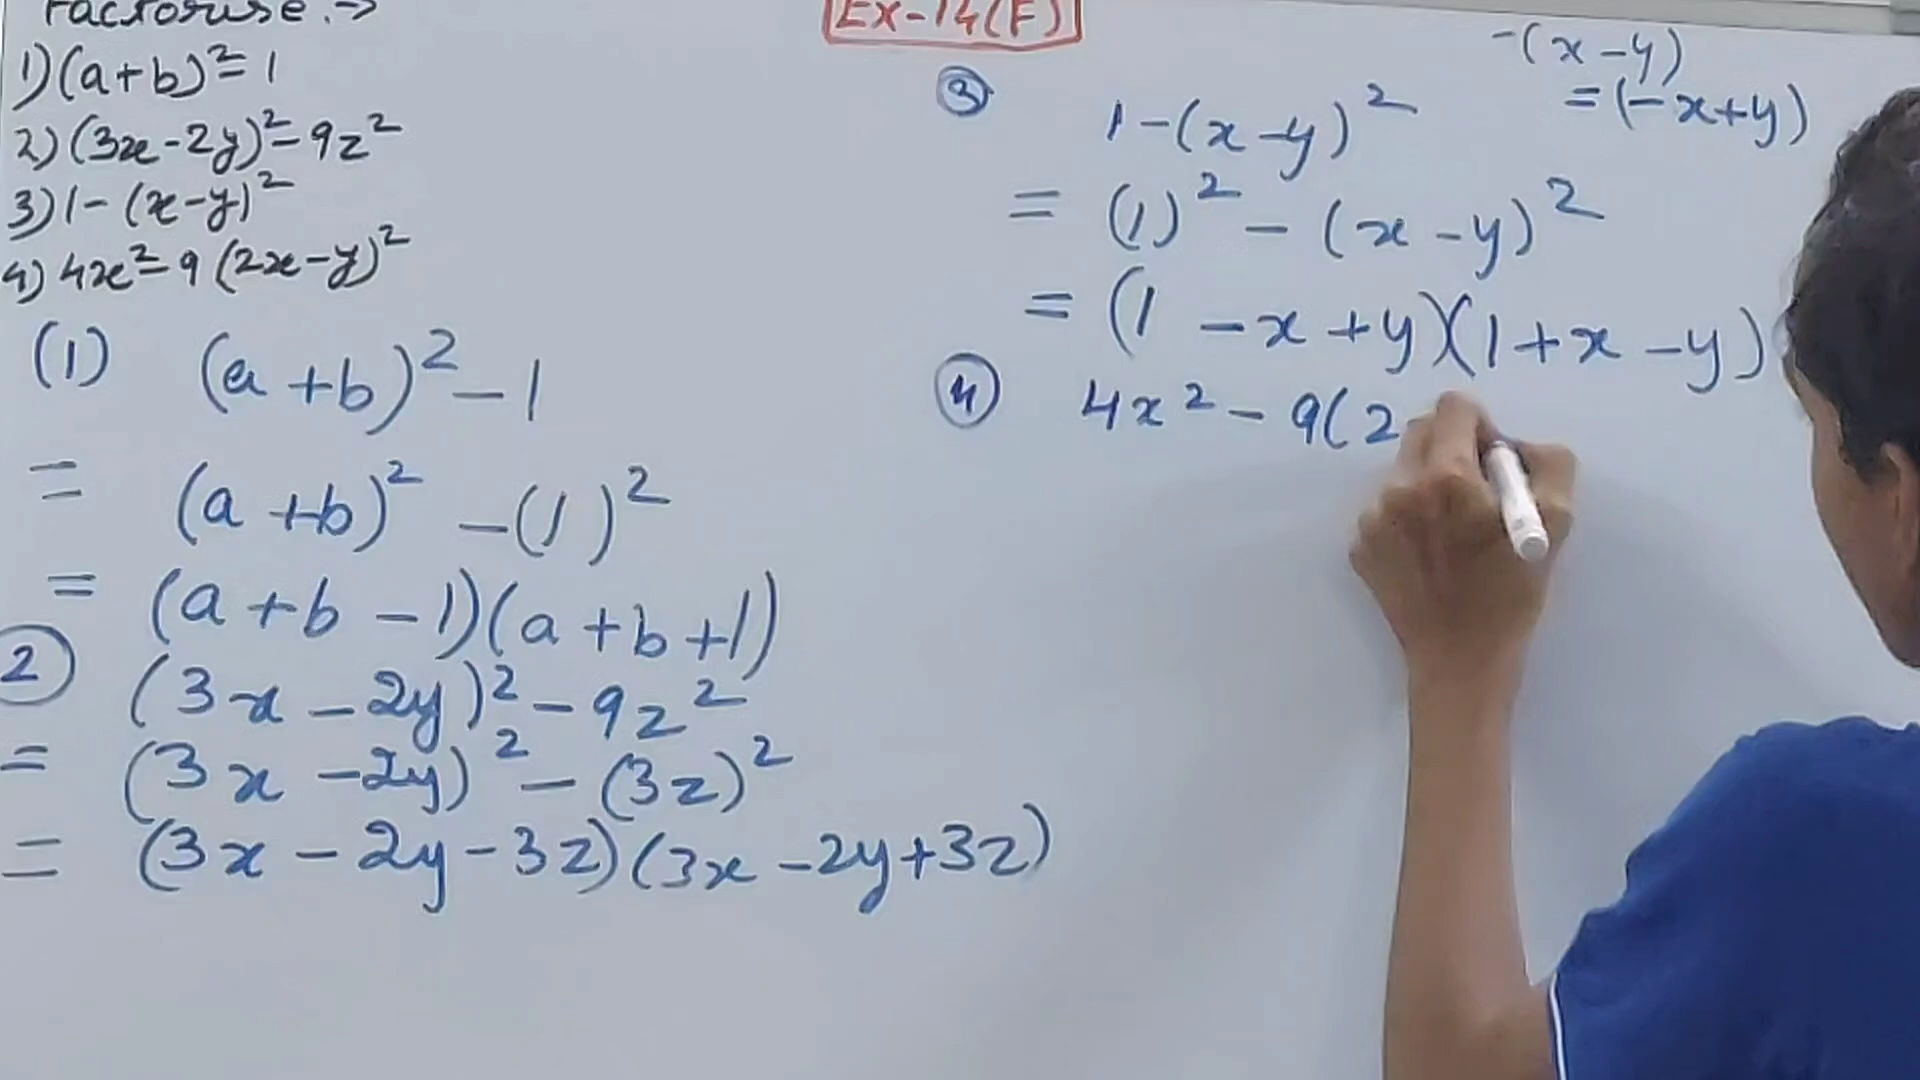 Factorise :→
1) (a+b)² = 1
2) (3x-2y)² = 9z²
3) 1 - (x-y)²
4) 4x² = 9 (2x-y)²
(1) (a+b)² - 1
= (a+b)² - (1)²
= (a+b-1)(a+b+1)
2 (3x-2y)² - 9z²
= (3x-2y)² - (3z)²
= (3x-2y-3z)(3x-2y+3z)
Ex-14(F)
-(x-y)
= (-x+y)
3 1-(x-y)²
= (1)² - (x-y)²
= (1-x+y)(1+x-y)
4 4x² - 9(2